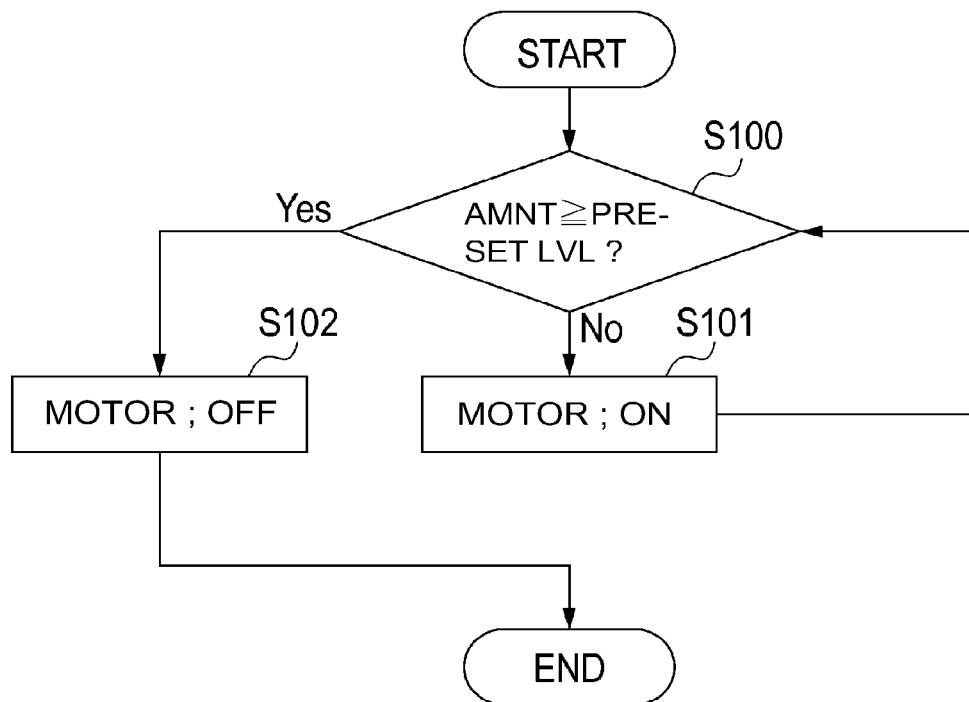 START
S100
Yes
AMNT≧PRE-
SET LVL ?
S102
No
S101
MOTOR ; OFF
MOTOR ; ON
END